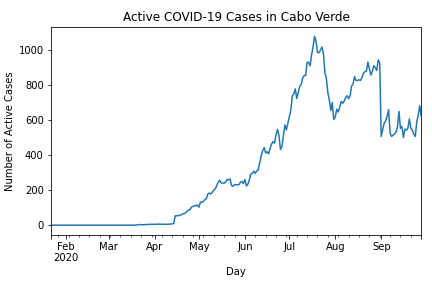 Active COVID-19 Cases in Cabo Verde
Number of Active Cases
1000
800
600
400
200
0
Feb Mar Apr May Jun Jul Aug Sep
2020
Day